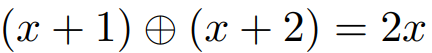 (x + 1) ⊕ (x + 2) = 2x